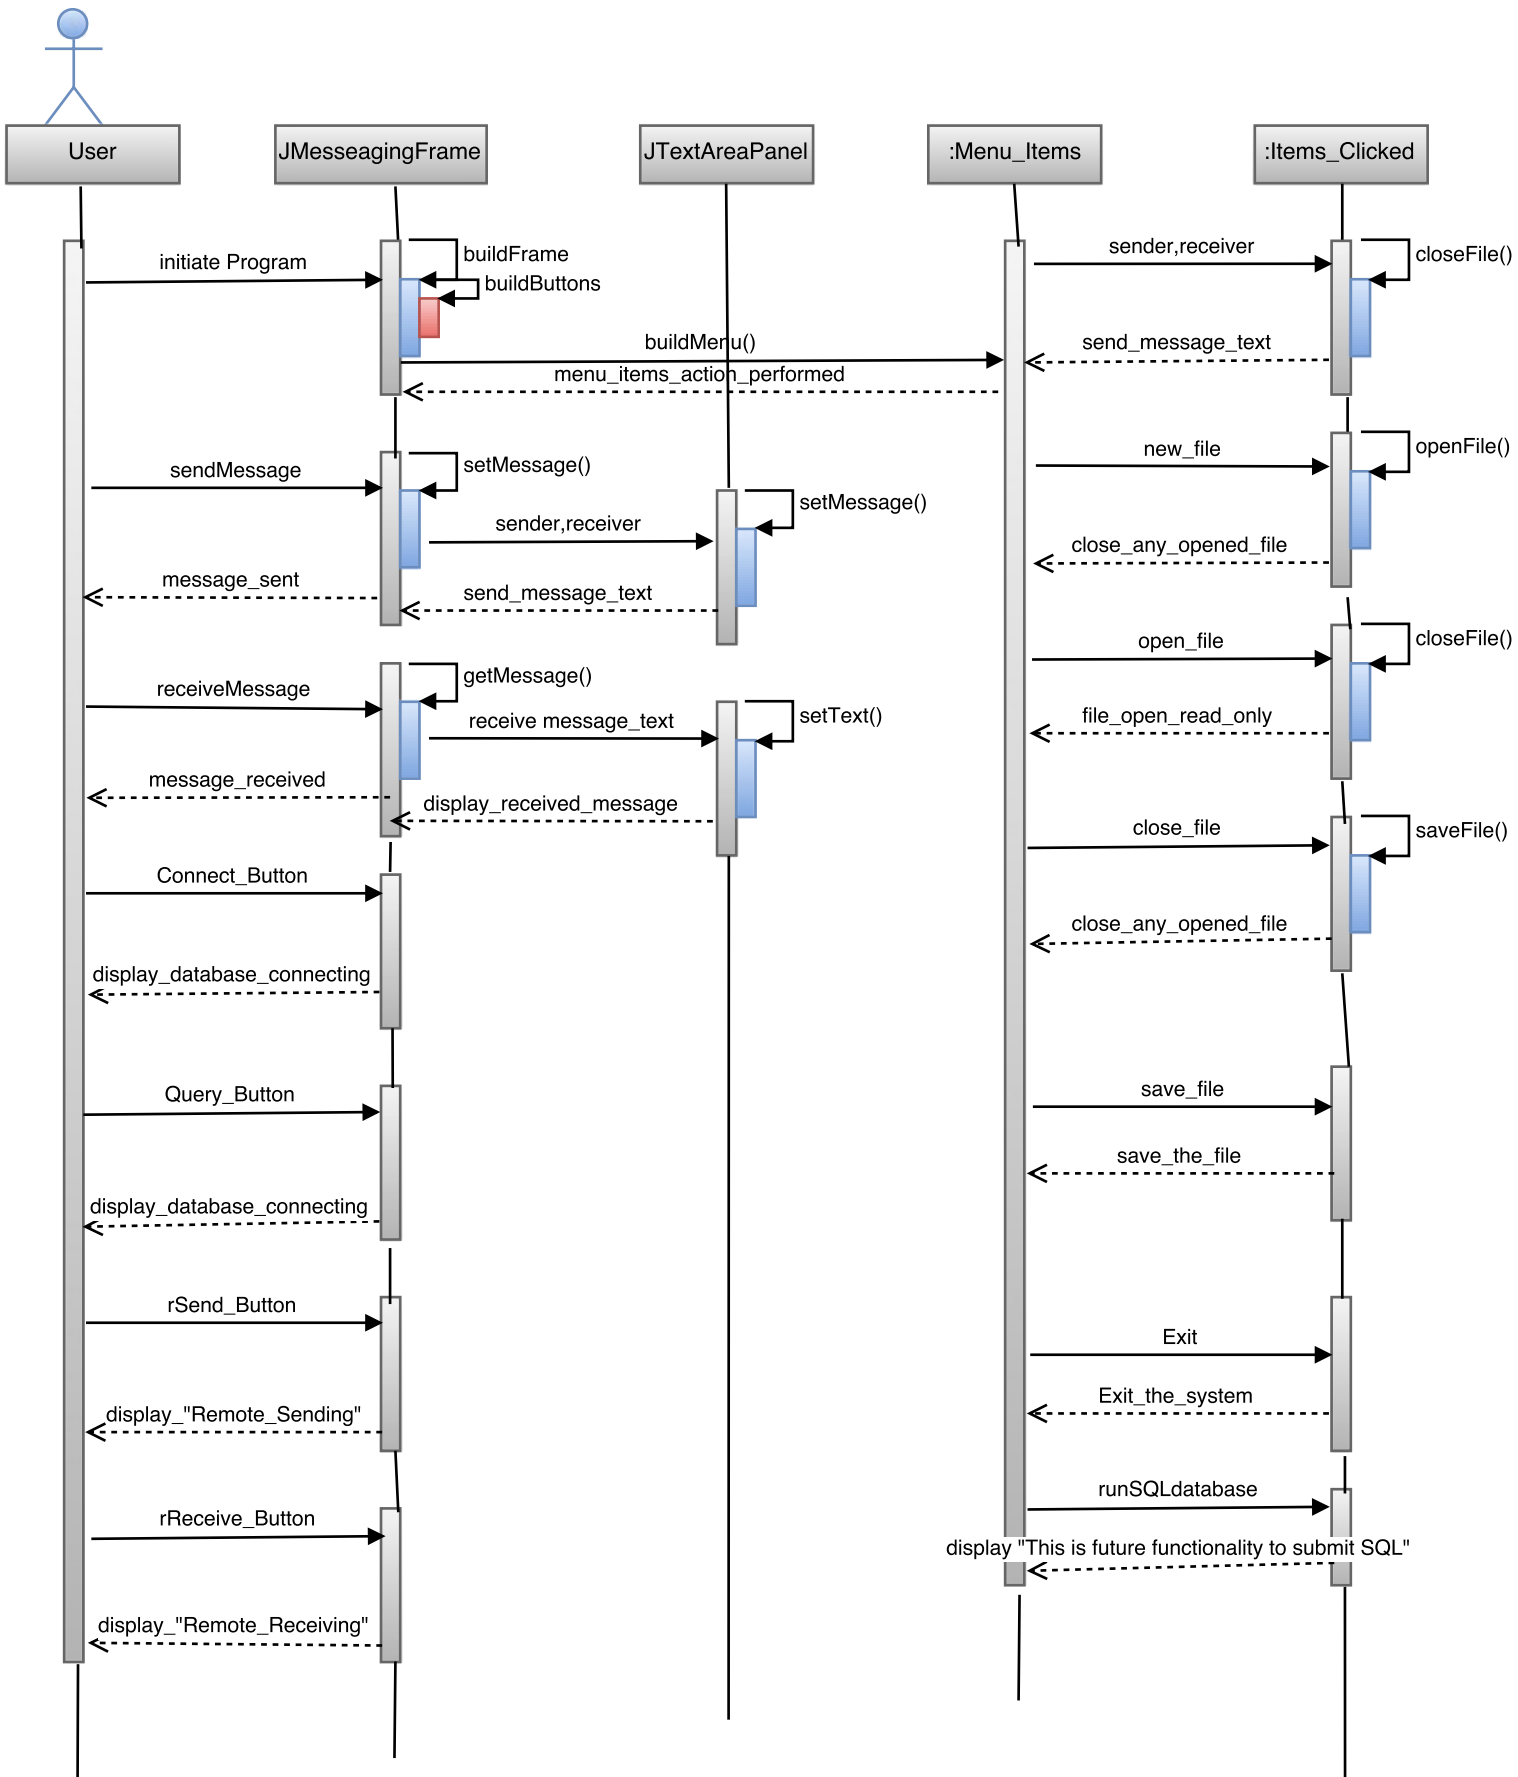 User
JMesseagingFrame
JTextAreaPanel
:Menu_Items
:Items_Clicked
initiate Program
buildFrame
buildButtons
buildMenu()
menu_items_action_performed
sender,receiver
closeFile()
send_message_text
sendMessage
setMessage()
sender,receiver
setMessage()
message_sent
send_message_text
new_file
openFile()
close_any_opened_file
receiveMessage
getMessage()
receive message_text
setText()
message_received
display_received_message
open_file
closeFile()
file_open_read_only
close_file
saveFile()
close_any_opened_file
Connect_Button
display_database_connecting
Query_Button
display_database_connecting
save_file
save_the_file
rSend_Button
display_"Remote_Sending"
Exit
Exit_the_system
rReceive_Button
display_"Remote_Receiving"
runSQLdatabase
display "This is future functionality to submit SQL"